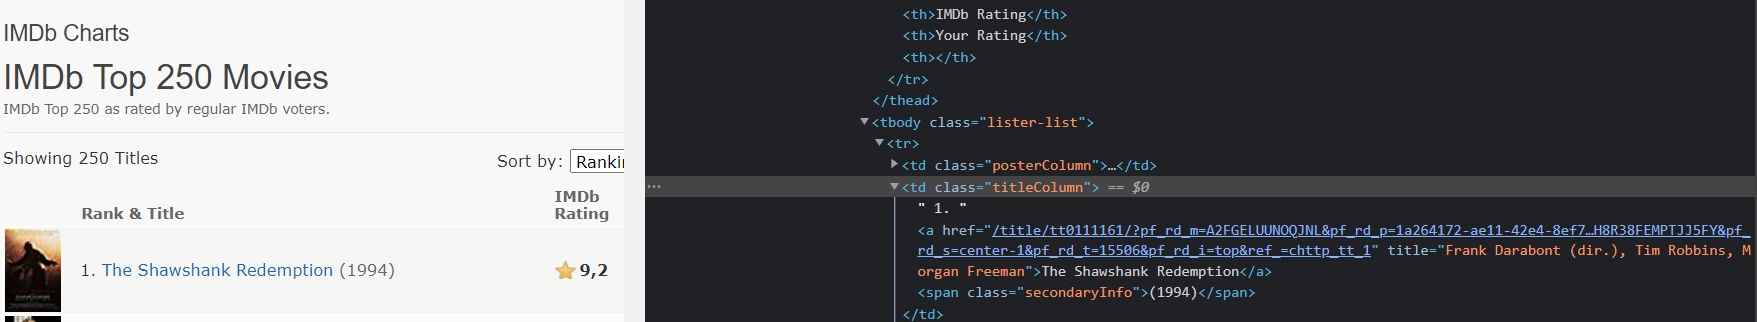 IMDb Charts
IMDb Top 250 Movies
IMDb Top 250 as rated by regular IMDb voters.
Showing 250 Titles
Sort by: Rankin
Rank & Title
IMDb
Rating
1. The Shawshank Redemption (1994)
9,2
<th>IMDb Rating</th>
<th>Your Rating</th>
<th></th>
</tr>
</thead>
▼<tbody class="lister-list">
▼<tr>
▶<td class="posterColumn">…</td>
… ▼<td class="titleColumn"> == $0
" 1. "
<a href="/title/tt0111161/?pf_rd_m=A2FGELUUNOQJNL&pf_rd_p=1a264172-ae11-42e4-8ef7…H8R38FEMPTJJ5FY&pf_
rd_s=center-1&pf_rd_t=15506&pf_rd_i=top&ref_=chttp_tt_1" title="Frank Darabont (dir.), Tim Robbins, M
organ Freeman">The Shawshank Redemption</a>
<span class="secondaryInfo">(1994)</span>
</td>